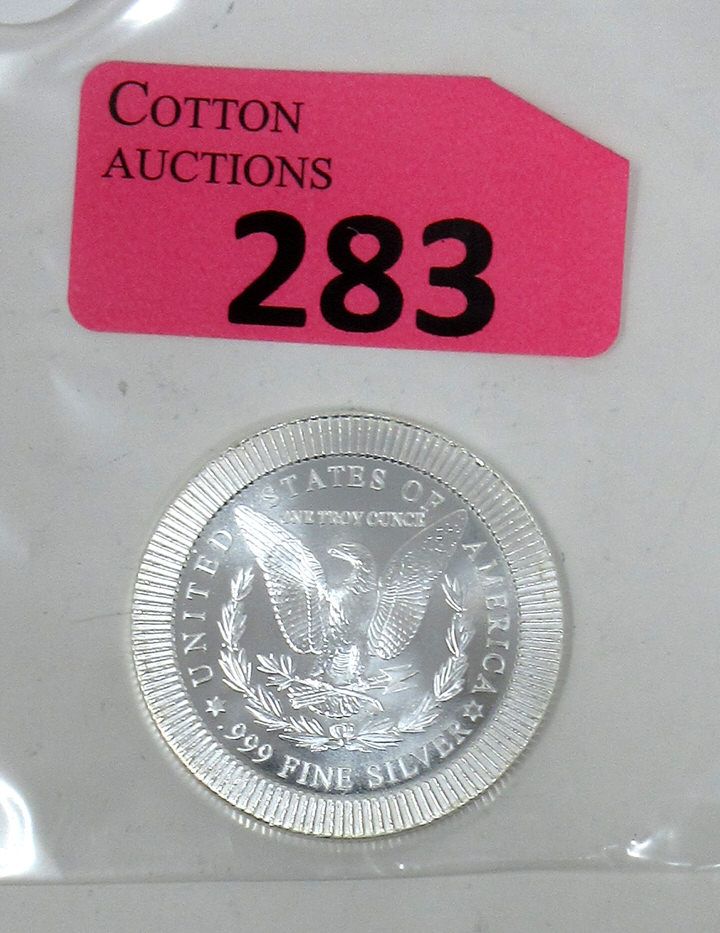 COTTON
AUCTIONS
283
UNITED STATES OF AMERICA
ONE TROY OUNCE
.999 FINE SILVER